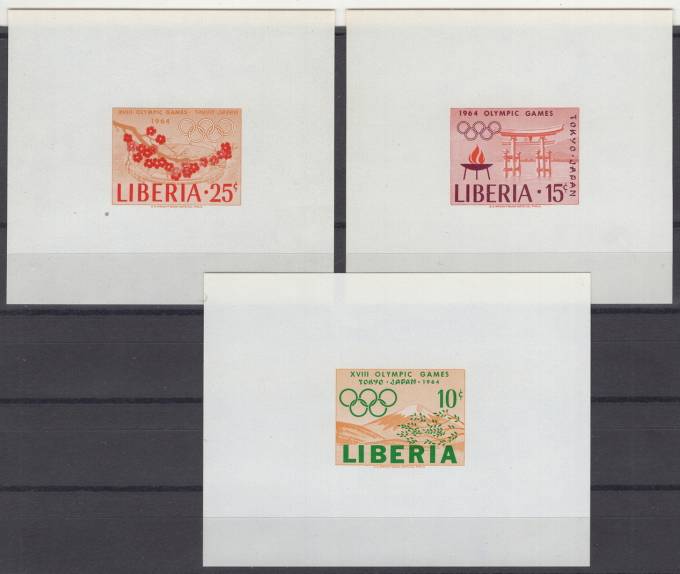 XVIII OLYMPIC GAMES · TOKYO JAPAN
1964
LIBERIA · 25¢
1964 OLYMPIC GAMES
TOKYO · JAPAN
LIBERIA · 15¢
XVIII OLYMPIC GAMES
TOKYO · JAPAN · 1964
10¢
LIBERIA